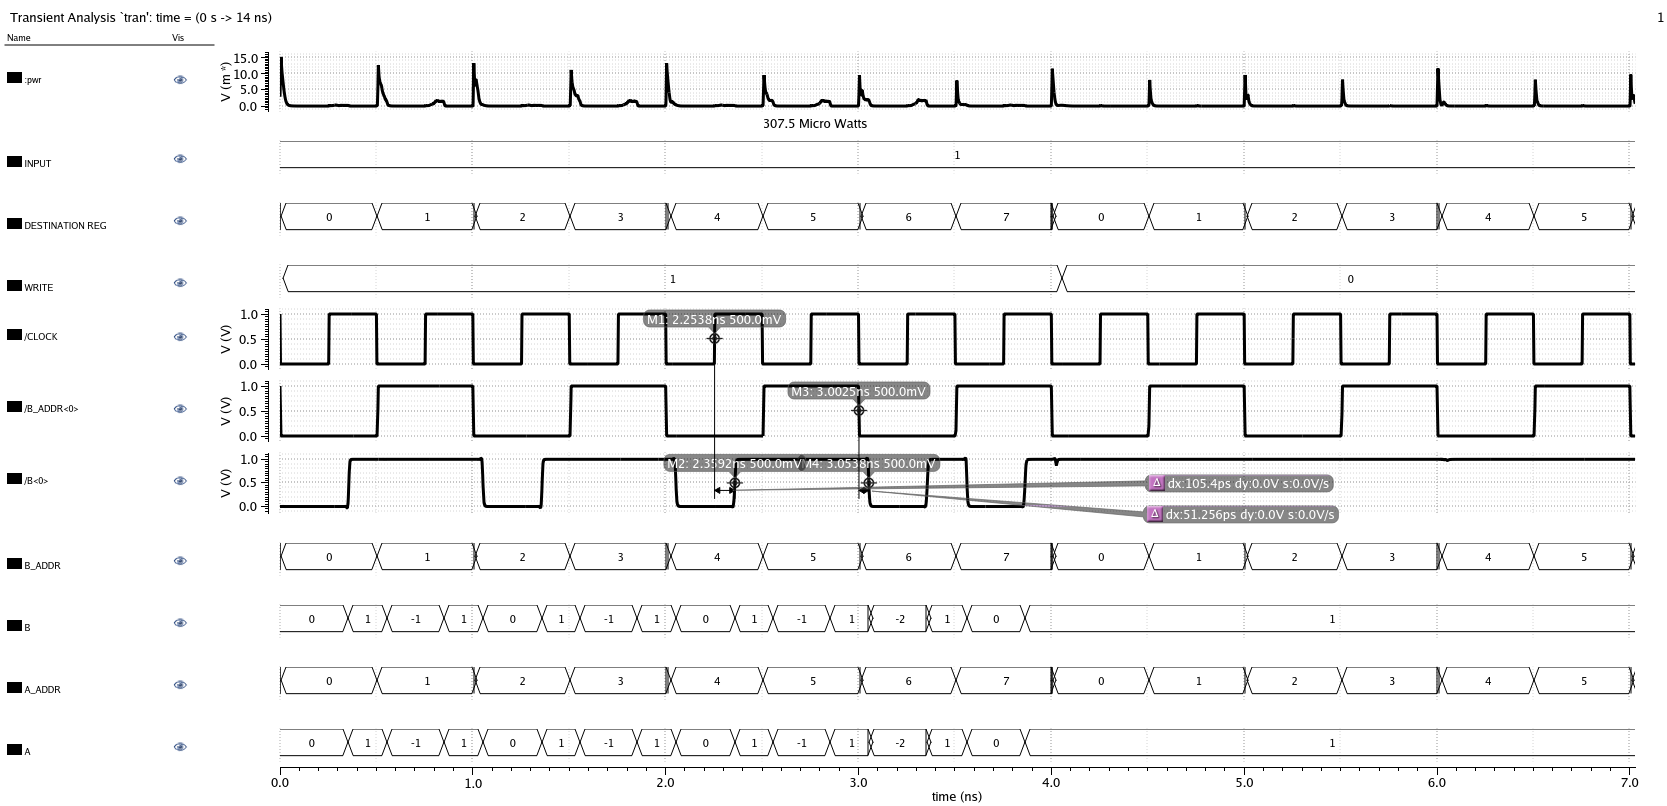 Transient Analysis `tran': time = (0 s -> 14 ns) 1
Name Vis
:pwr V (m *) 15.0 10.0 5.0 0.0
307.5 Micro Watts
INPUT 1
DESTINATION REG 0 1 2 3 4 5 6 7 0 1 2 3 4 5
WRITE 1 0
/CLOCK V (V) 1.0 0.5 0.0
M1: 2.2538ns 500.0mV
/B_ADDR<0> V (V) 1.0 0.5 0.0
M3: 3.0025ns 500.0mV
/B<0> V (V) 1.0 0.5 0.0
M2: 2.3592ns 500.0mV M4: 3.0538ns 500.0mV
Δ dx:105.4ps dy:0.0V s:0.0V/s
Δ dx:51.256ps dy:0.0V s:0.0V/s
B_ADDR 0 1 2 3 4 5 6 7 0 1 2 3 4 5
B 0 1 -1 1 0 1 -1 1 0 1 -1 1 -2 1 0 1
A_ADDR 0 1 2 3 4 5 6 7 0 1 2 3 4 5
A 0 1 -1 1 0 1 -1 1 0 1 -1 1 -2 1 0 1
0.0 1.0 2.0 3.0 4.0 5.0 6.0 7.0
time (ns)